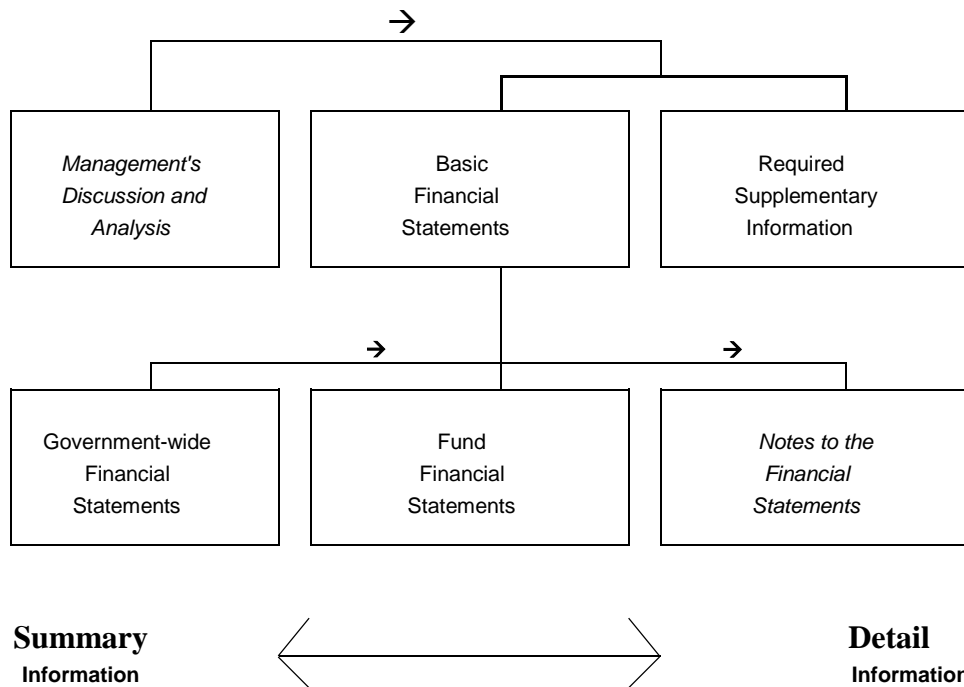 →
Management's
Discussion and
Analysis
Basic
Financial
Statements
Required
Supplementary
Information
→ →
Government-wide
Financial
Statements
Fund
Financial
Statements
Notes to the
Financial
Statements
Summary
Information
Detail
Information